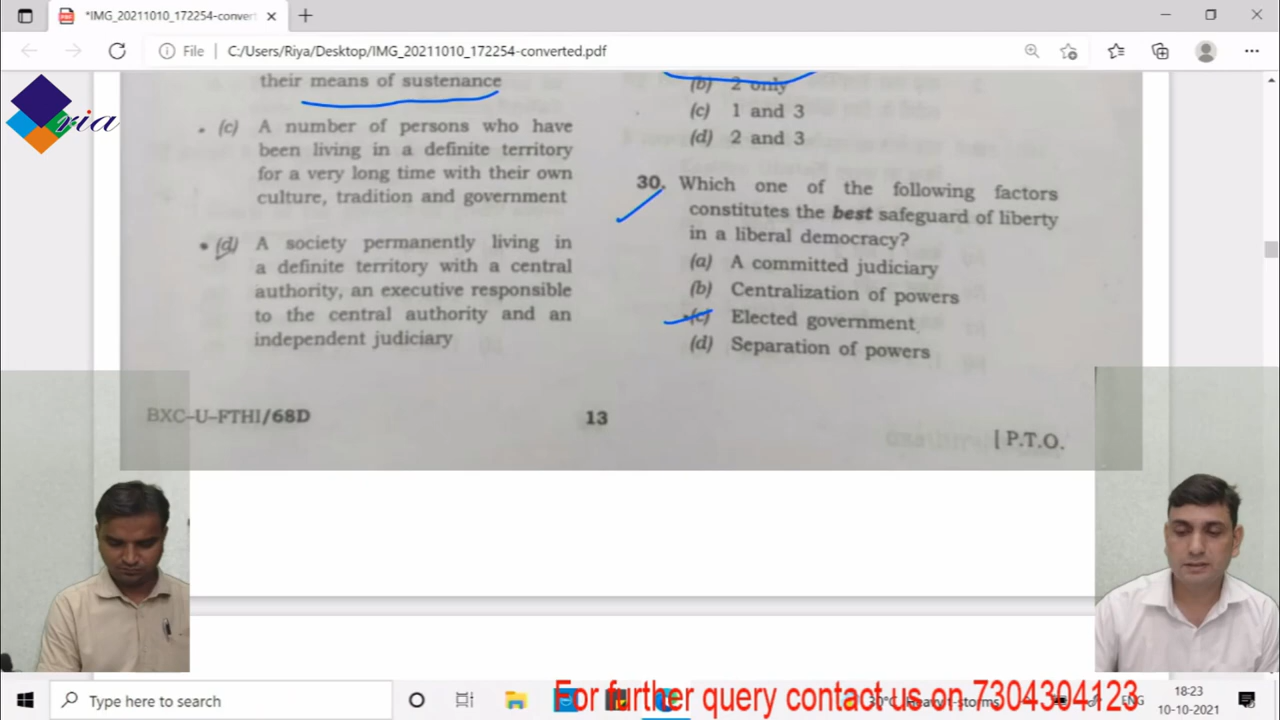 *IMG_20211010_172254-convert
File
C:/Users/Riya/Desktop/IMG_20211010_172254-converted.pdf
ria
their means of sustenance
(c) A number of persons who have
been living in a definite territory
for a very long time with their own
culture, tradition and government
(d) A society permanently living in
a definite territory with a central
authority, an executive responsible
to the central authority and an
independent judiciary
(b) 2 only
(c) 1 and 3
(d) 2 and 3
30. Which one of the following factors
constitutes the best safeguard of liberty
in a liberal democracy?
(a) A committed judiciary
(b) Centralization of powers
(c) Elected government
(d) Separation of powers
BXC–U–FTHI/68D
13
[ P.T.O.
Type here to search
For further query contact us on 7304304123
30°C
ENG
18:23
10-10-2021